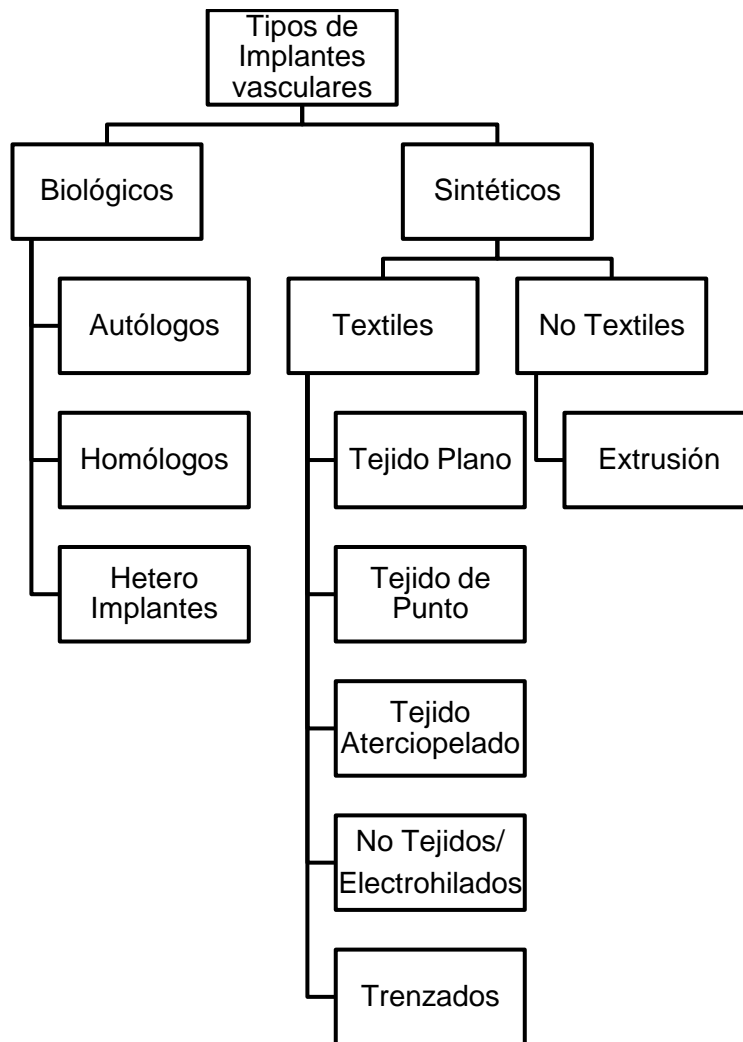 Tipos de
Implantes
vasculares
Biológicos
Sintéticos
Autólogos
Textiles
No Textiles
Homólogos
Tejido Plano
Extrusión
Hetero
Implantes
Tejido de
Punto
Tejido
Aterciopelado
No Tejidos/
Electrohilados
Trenzados